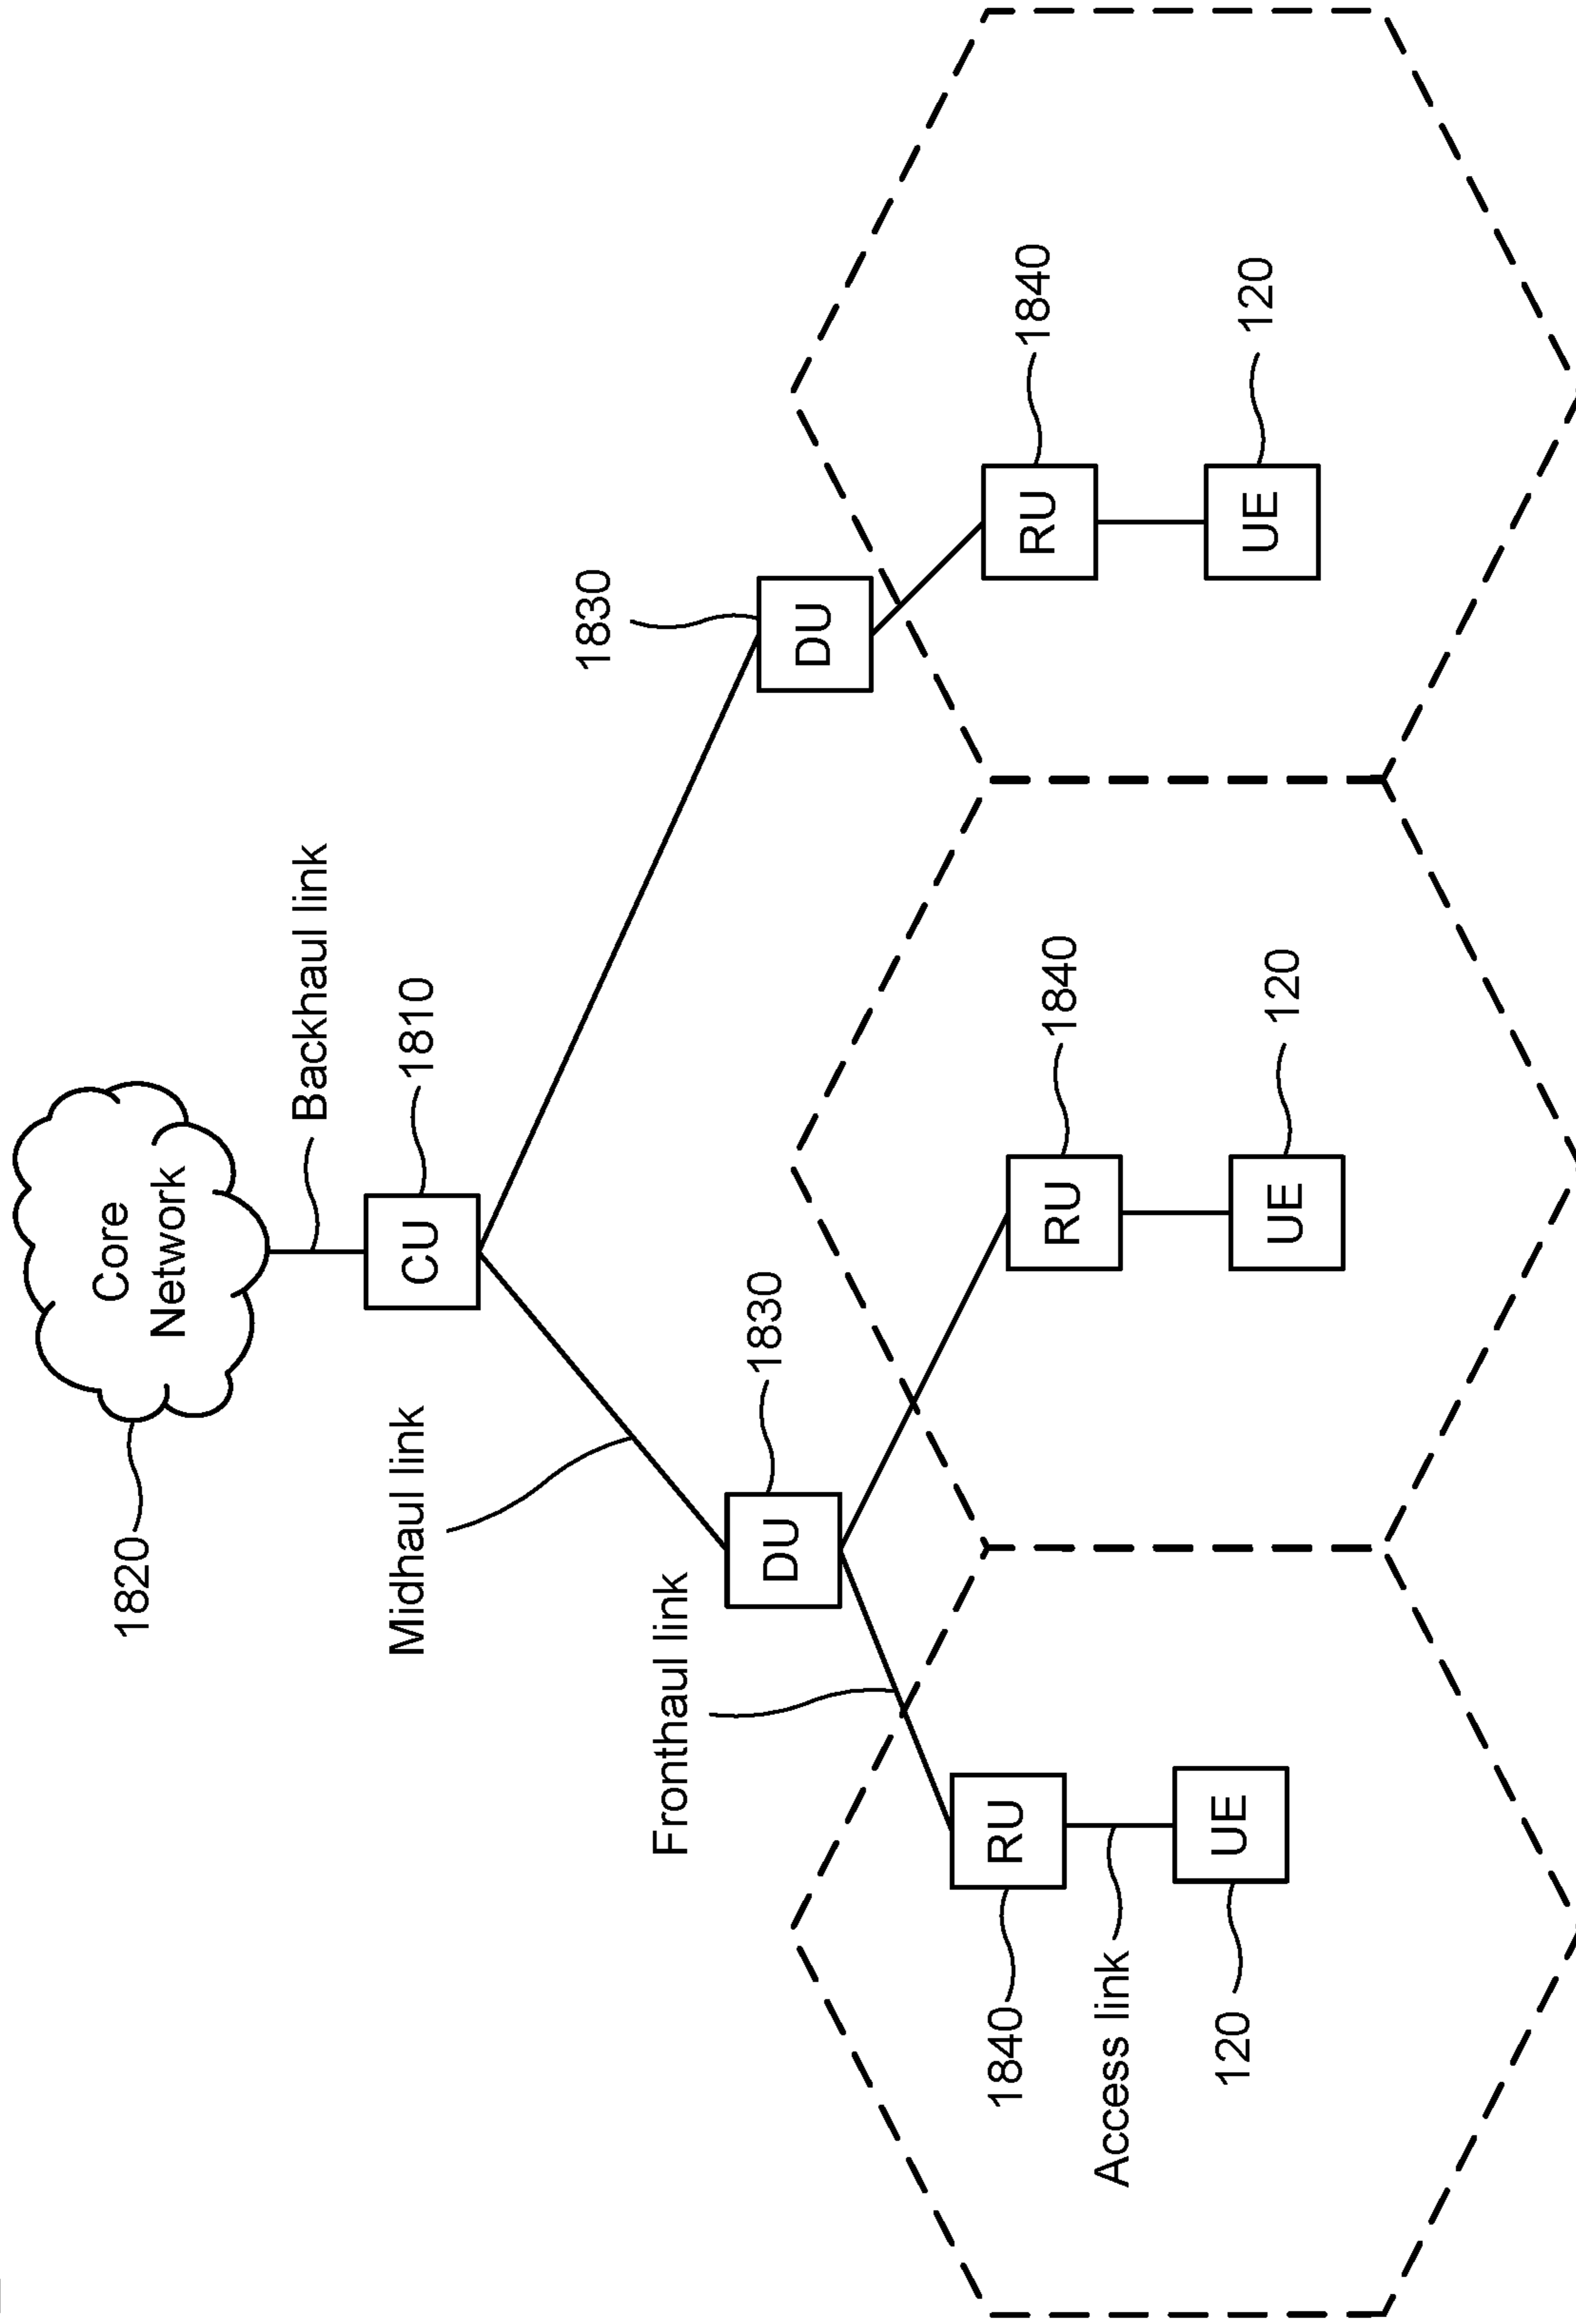 1820
Core
Network
Backhaul link
CU
1810
Midhaul link
1830
DU
1830
DU
Fronthaul link
1840
RU
RU
1840
RU
1840
Access link
120
UE
UE
120
UE
120